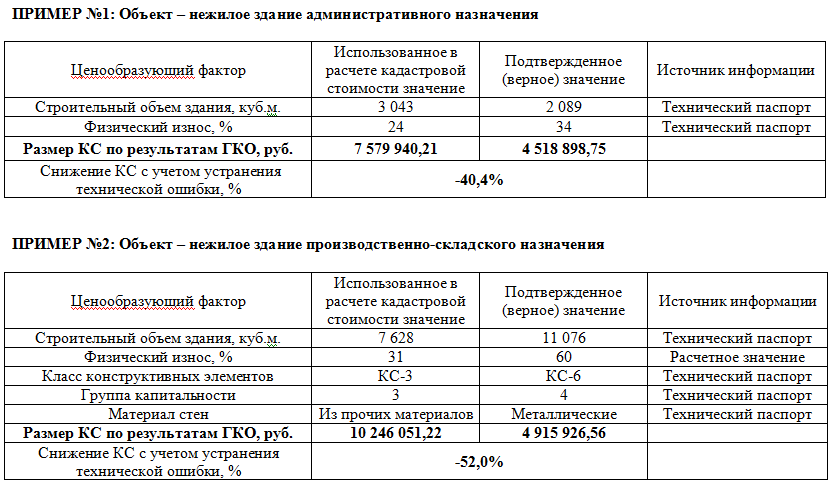 ПРИМЕР №1: Объект – нежилое здание административного назначения
Ценообразующий фактор
Использованное в
расчете кадастровой
стоимости значение
Подтвержденное
(верное) значение
Источник информации
Строительный объем здания, куб.м.
3 043
2 089
Технический паспорт
Физический износ, %
24
34
Технический паспорт
Размер КС по результатам ГКО, руб.
7 579 940,21
4 518 898,75
Снижение КС с учетом устранения
технической ошибки, %
-40,4%
ПРИМЕР №2: Объект – нежилое здание производственно-складского назначения
Ценообразующий фактор
Использованное в
расчете кадастровой
стоимости значение
Подтвержденное
(верное) значение
Источник информации
Строительный объем здания, куб.м.
7 628
11 076
Технический паспорт
Физический износ, %
31
60
Расчетное значение
Класс конструктивных элементов
КС-3
КС-6
Технический паспорт
Группа капитальности
3
4
Технический паспорт
Материал стен
Из прочих материалов
Металлические
Технический паспорт
Размер КС по результатам ГКО, руб.
10 246 051,22
4 915 926,56
Снижение КС с учетом устранения
технической ошибки, %
-52,0%